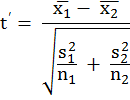 t′ = (x̅₁ − x̅₂) / √(s₁²/n₁ + s₂²/n₂)